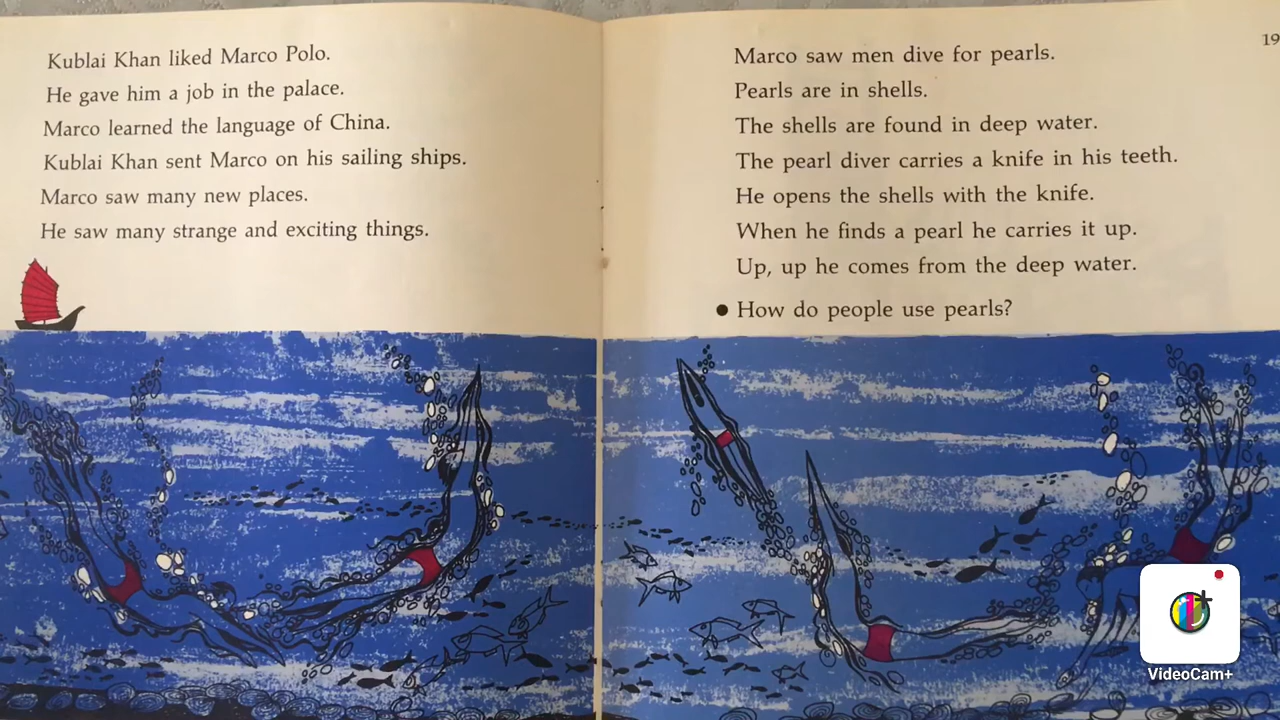 Kublai Khan liked Marco Polo.
He gave him a job in the palace.
Marco learned the language of China.
Kublai Khan sent Marco on his sailing ships.
Marco saw many new places.
He saw many strange and exciting things.
19
Marco saw men dive for pearls.
Pearls are in shells.
The shells are found in deep water.
The pearl diver carries a knife in his teeth.
He opens the shells with the knife.
When he finds a pearl he carries it up.
Up, up he comes from the deep water.
● How do people use pearls?
VideoCam+